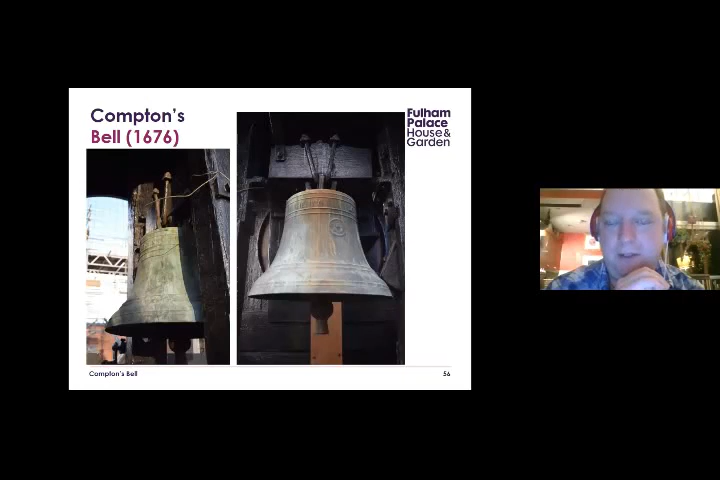 Compton's
Bell (1676)
Fulham
Palace
House&
Garden
Compton's Bell
56